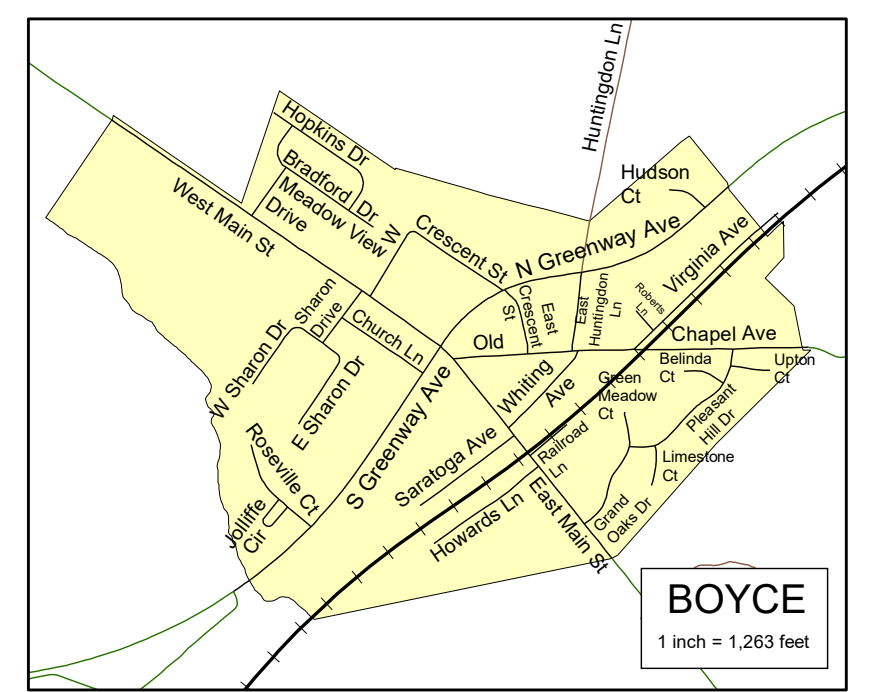 Huntingdon Ln
Hopkins Dr
Bradford Dr
Meadow View
Drive
West Main St
W
Crescent St
Hudson
Ct
N Greenway Ave
Virginia Ave
Roberts
Ln
East
Huntingdon
Ln
East
Crescent
St
Old
Chapel Ave
Sharon
Drive
Church Ln
W Sharon Dr
E Sharon Dr
Belinda
Ct
Upton
Ct
Green
Meadow
Ct
Whiting
Ave
Pleasant
Hill Dr
S Greenway Ave
Saratoga Ave
Railroad
Ln
Limestone
Ct
Roseville Ct
Jolliffe
Cir
Howards Ln
East Main St
Grand
Oaks Dr
BOYCE
1 inch = 1,263 feet